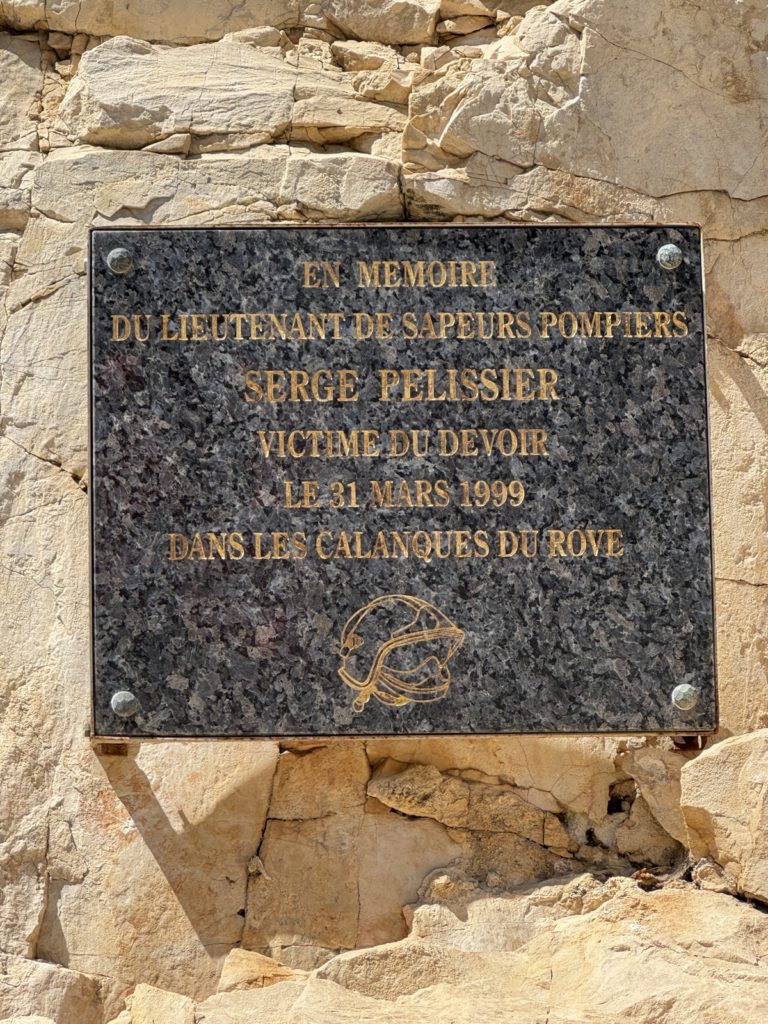 EN MEMOIRE
DU LIEUTENANT DE SAPEURS POMPIERS
SERGE PELISSIER
VICTIME DU DEVOIR
LE 31 MARS 1999
DANS LES CALANQUES DU ROVE